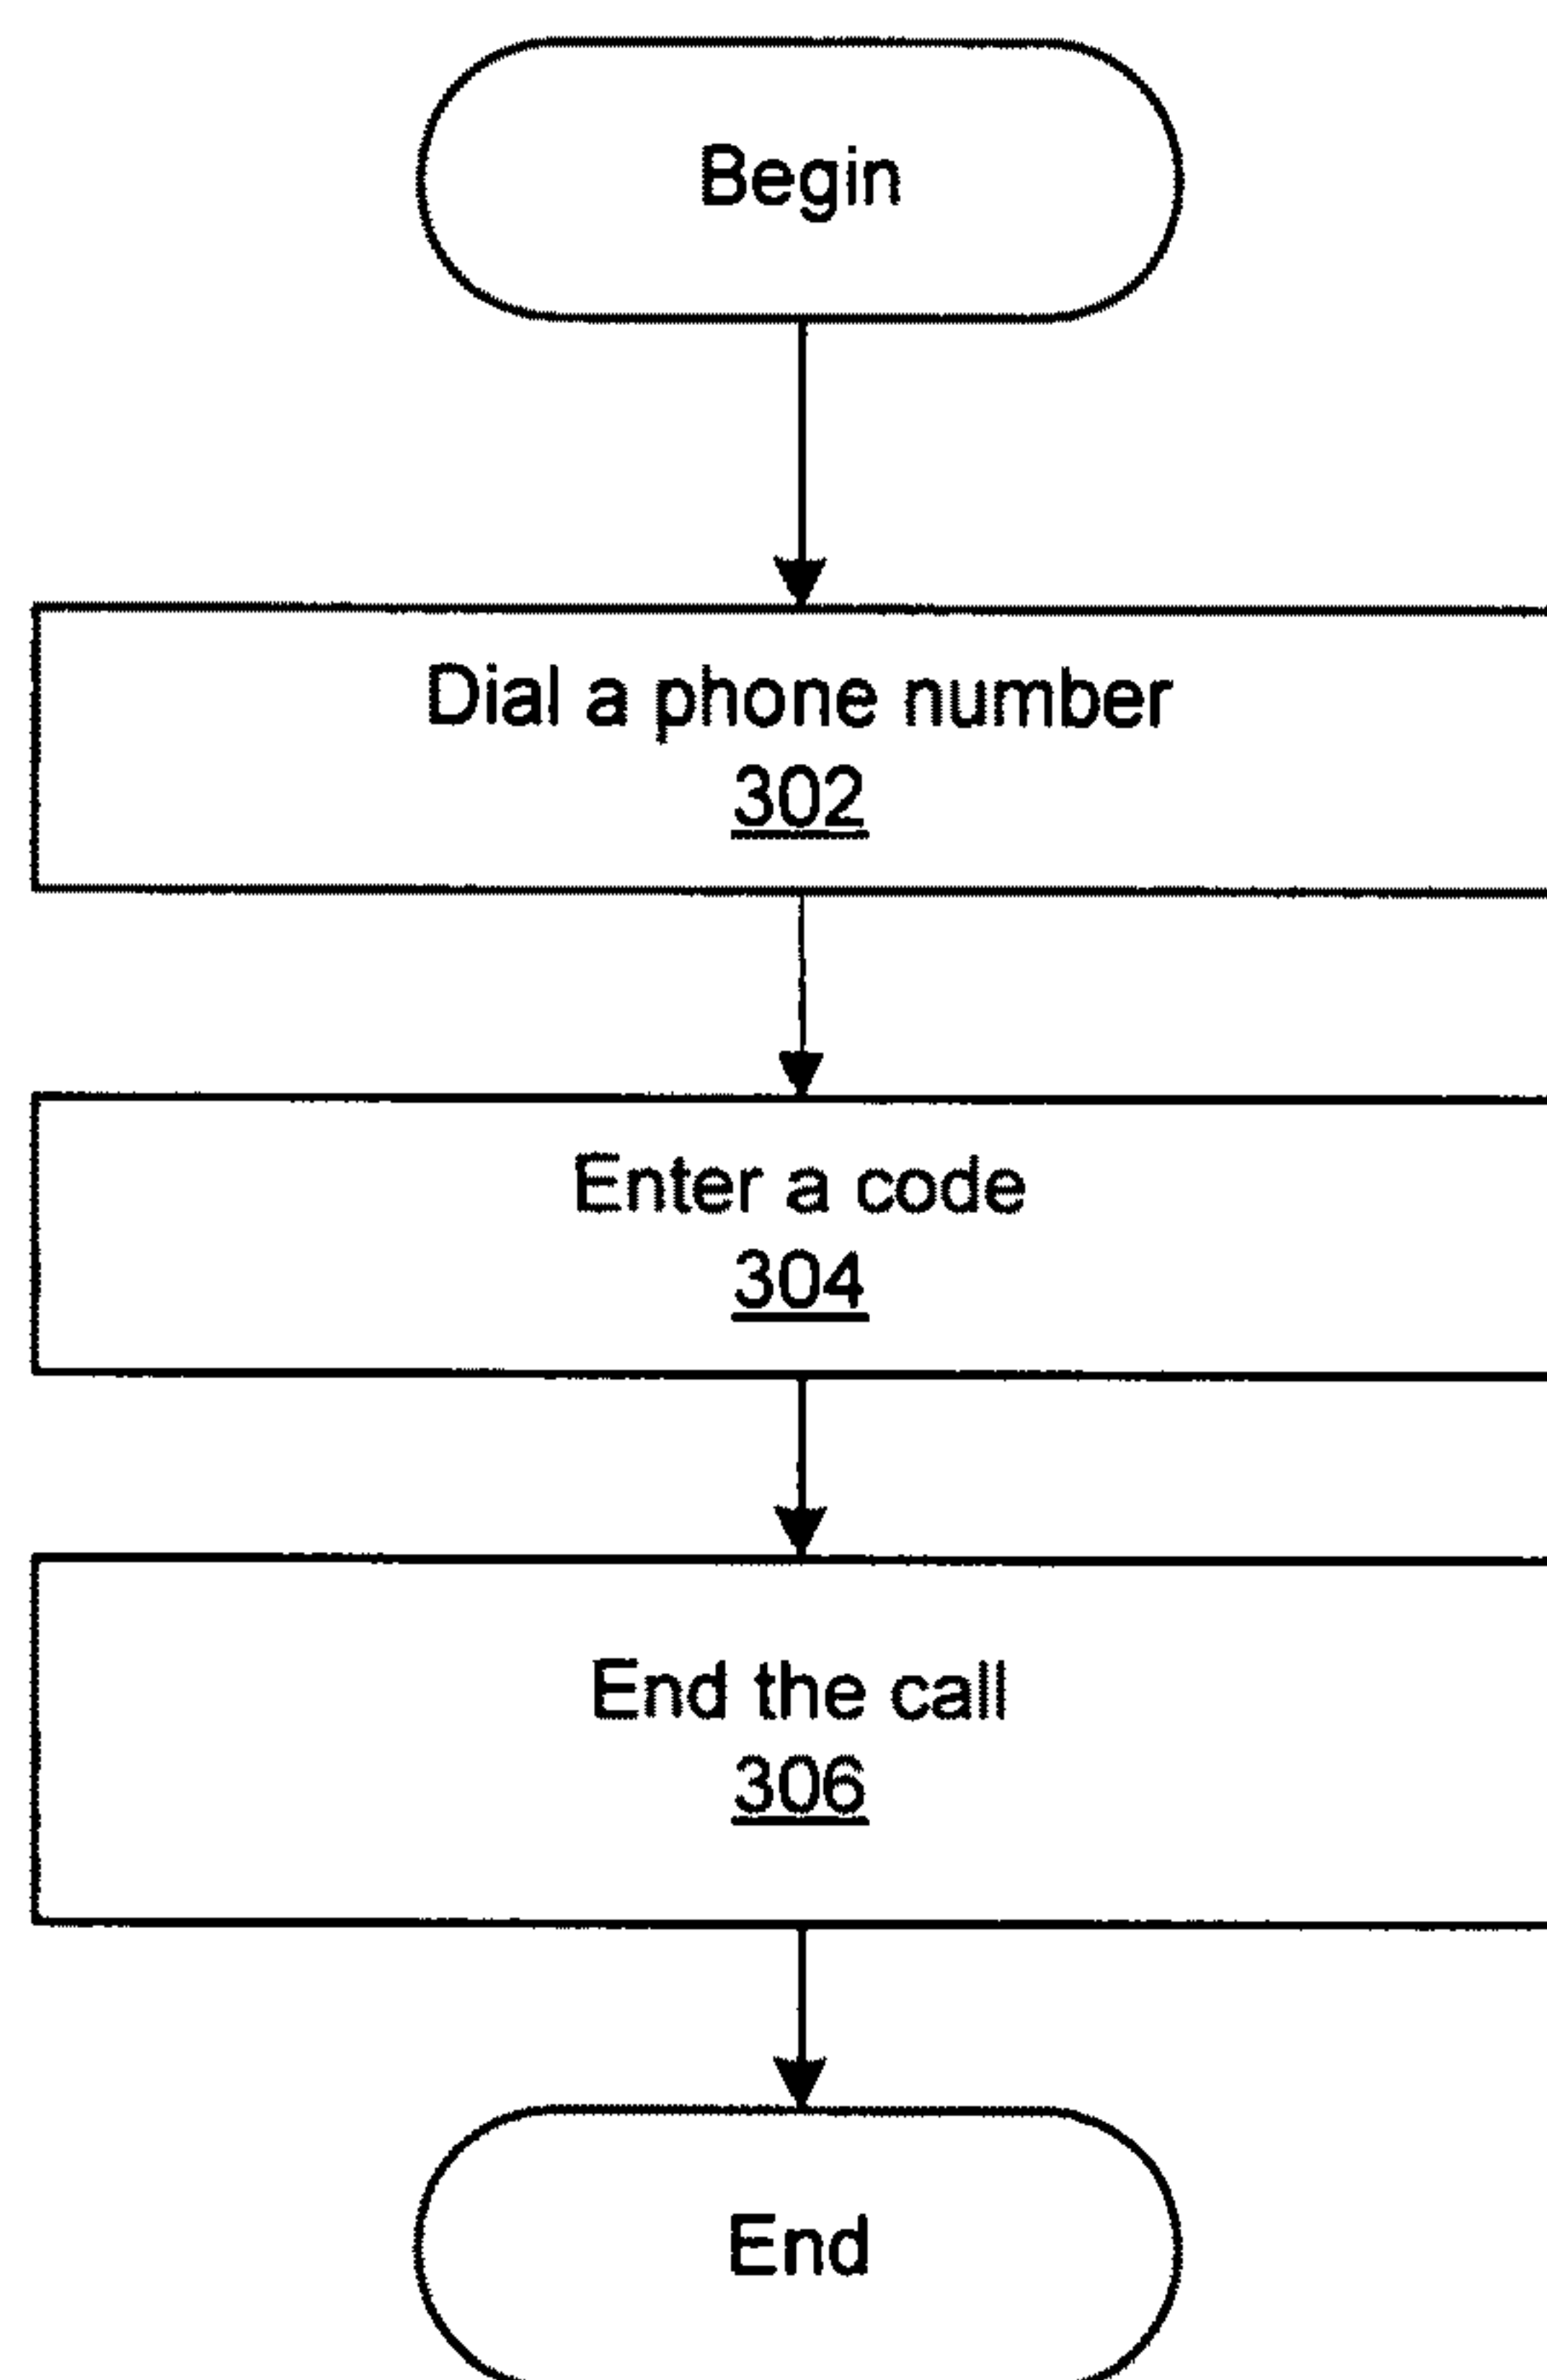 Begin
Dial a phone number
302
Enter a code
304
End the call
306
End